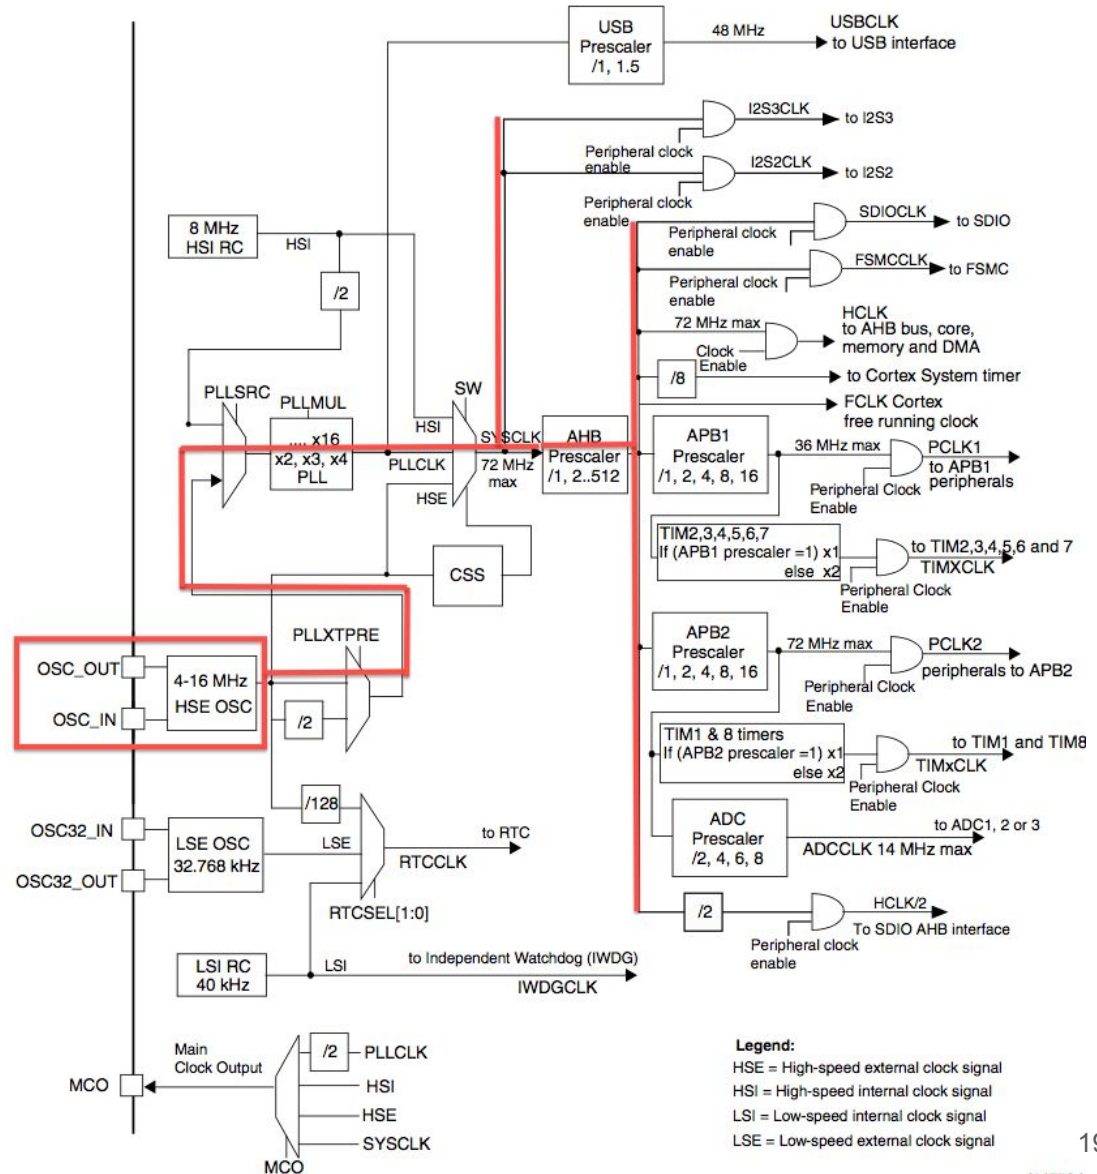 USB
Prescaler
/1, 1.5
48 MHz
USBCLK
to USB interface
I2S3CLK
to I2S3
Peripheral clock
enable
I2S2CLK
to I2S2
Peripheral clock
enable
8 MHz
HSI RC
HSI
/2
SDIOCLK
to SDIO
Peripheral clock
enable
FSMCCLK
to FSMC
Peripheral clock
enable
HCLK
72 MHz max
to AHB bus, core,
memory and DMA
Clock
Enable
/8
to Cortex System timer
FCLK Cortex
free running clock
PLLSRC
PLLMUL
..., x16
x2, x3, x4
PLL
SW
HSI
PLLCLK
HSE
SYSCLK
72 MHz
max
AHB
Prescaler
/1, 2..512
APB1
Prescaler
/1, 2, 4, 8, 16
36 MHz max
PCLK1
to APB1
peripherals
Peripheral Clock
Enable
TIM2,3,4,5,6,7
If (APB1 prescaler =1) x1
else x2
to TIM2,3,4,5,6 and 7
TIMXCLK
Peripheral Clock
Enable
CSS
PLLXTPRE
OSC_OUT
OSC_IN
4-16 MHz
HSE OSC
/2
APB2
Prescaler
/1, 2, 4, 8, 16
72 MHz max
PCLK2
peripherals to APB2
Peripheral Clock
Enable
TIM1 & 8 timers
If (APB2 prescaler =1) x1
else x2
to TIM1 and TIM8
TIMxCLK
Peripheral Clock
Enable
ADC
Prescaler
/2, 4, 6, 8
to ADC1, 2 or 3
ADCCLK 14 MHz max
/128
OSC32_IN
OSC32_OUT
LSE OSC
32.768 kHz
LSE
to RTC
RTCCLK
RTCSEL[1:0]
/2
HCLK/2
To SDIO AHB interface
Peripheral clock
enable
LSI RC
40 kHz
LSI
to Independent Watchdog (IWDG)
IWDGCLK
Main
Clock Output
MCO
/2
PLLCLK
HSI
HSE
SYSCLK
MCO
Legend:
HSE = High-speed external clock signal
HSI = High-speed internal clock signal
LSI = Low-speed internal clock signal
LSE = Low-speed external clock signal